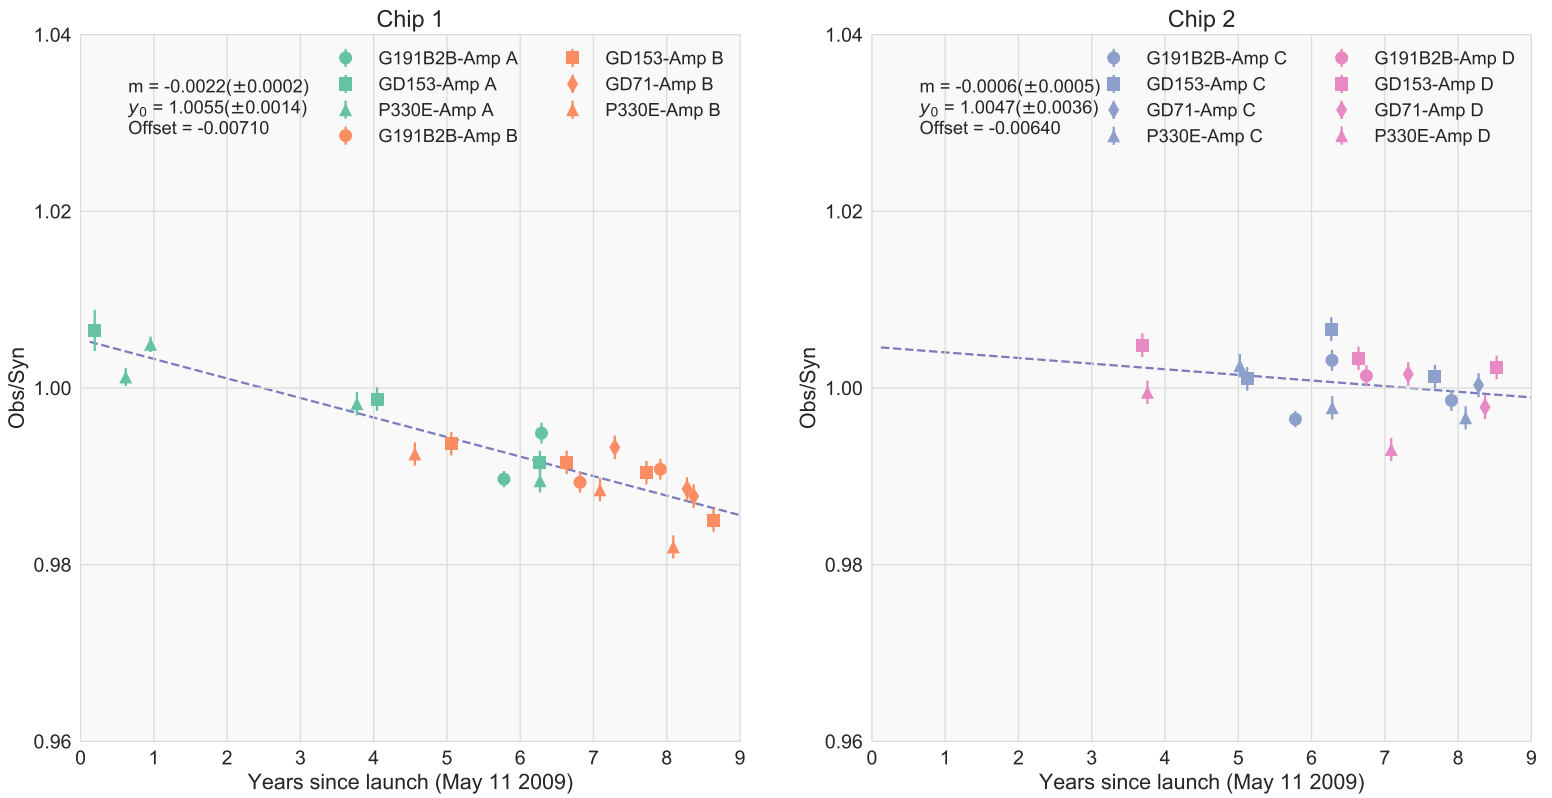 Chip 1
1.04
1.02
1.00
0.98
0.96
Obs/Syn
m = -0.0022(±0.0002)
y₀ = 1.0055(±0.0014)
Offset = -0.00710
G191B2B-Amp A
GD153-Amp A
P330E-Amp A
G191B2B-Amp B
GD153-Amp B
GD71-Amp B
P330E-Amp B
0 1 2 3 4 5 6 7 8 9
Years since launch (May 11 2009)
Chip 2
1.04
1.02
1.00
0.98
0.96
Obs/Syn
m = -0.0006(±0.0005)
y₀ = 1.0047(±0.0036)
Offset = -0.00640
G191B2B-Amp C
GD153-Amp C
GD71-Amp C
P330E-Amp C
G191B2B-Amp D
GD153-Amp D
GD71-Amp D
P330E-Amp D
0 1 2 3 4 5 6 7 8 9
Years since launch (May 11 2009)